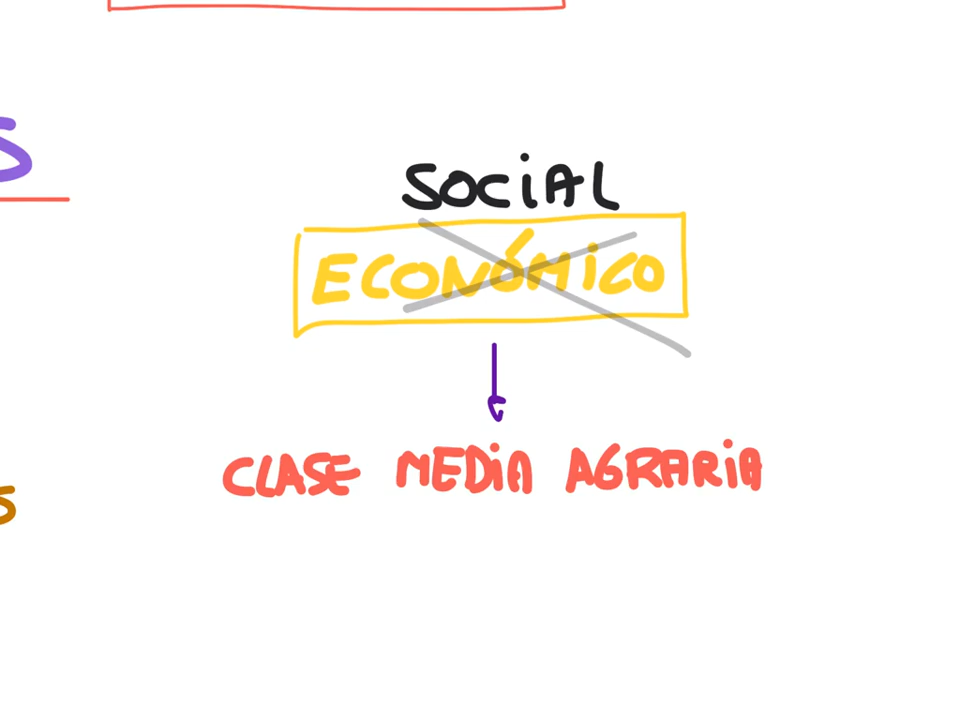 S
SOCIAL
ECONÓMICO
CLASE MEDIA AGRARIA
S